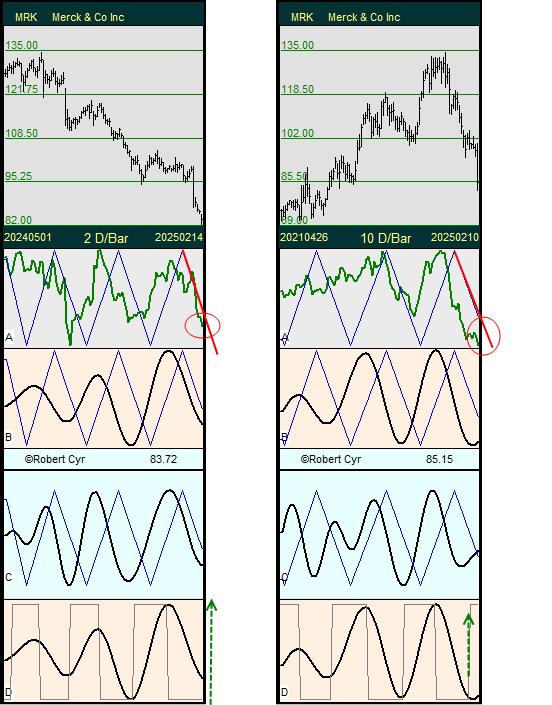 MRK Merck & Co Inc
135.00
121.75
108.50
95.25
82.00
20240501 2 D/Bar 20250214
A
B
©Robert Cyr 83.72
C
D
MRK Merck & Co Inc
135.00
118.50
102.00
85.50
69.00
20210426 10 D/Bar 20250210
A
B
©Robert Cyr 85.15
C
D